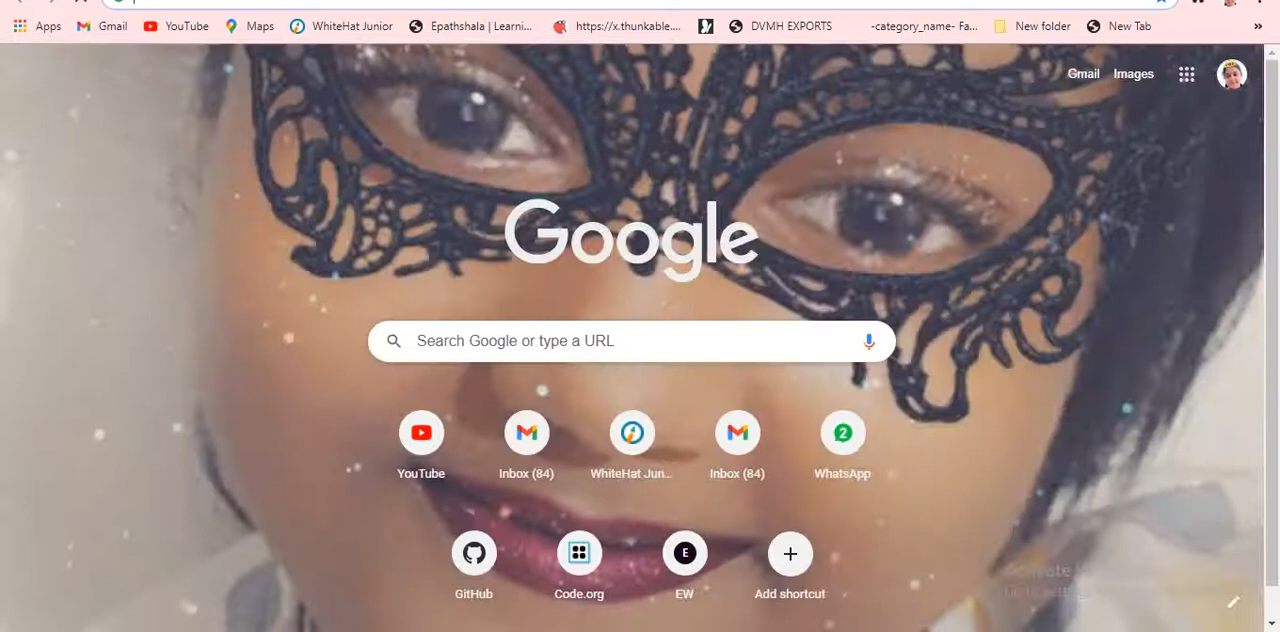 Apps Gmail YouTube Maps WhiteHat Junior Epathshala | Learni... https://x.thunkable.... DVMH EXPORTS -category_name- Fa... New folder New Tab »
Gmail Images
Google
Search Google or type a URL
2
YouTube Inbox (84) WhiteHat Jun... Inbox (84) WhatsApp
E
GitHub Code.org EW Add shortcut
Activate